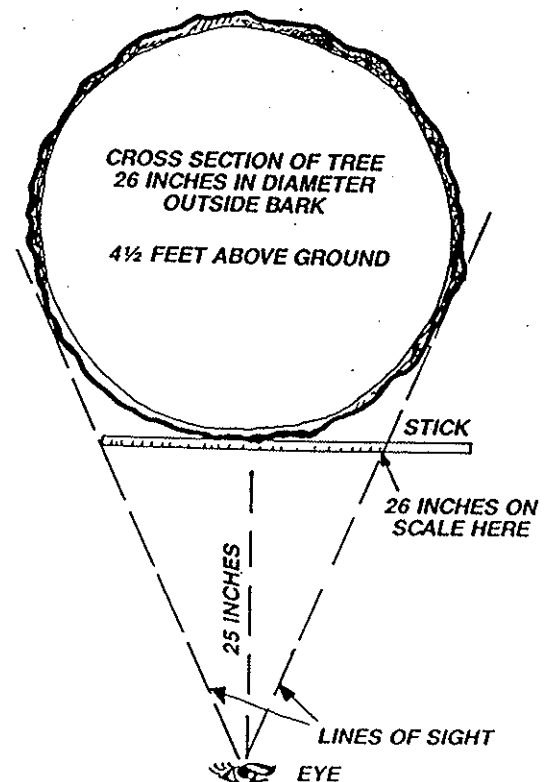 CROSS SECTION OF TREE
26 INCHES IN DIAMETER
OUTSIDE BARK
4½ FEET ABOVE GROUND
STICK
26 INCHES ON
SCALE HERE
25 INCHES
LINES OF SIGHT
EYE